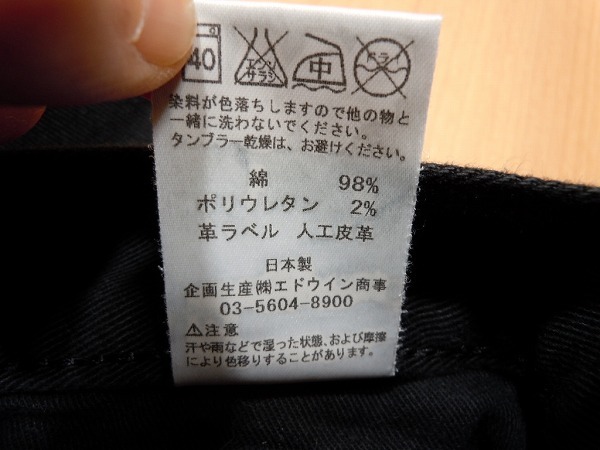 40 エンソサラシ 中 ドライ
染料が色落ちしますので他の物と
一緒に洗わないでください。
タンブラー乾燥は、お避けください。
綿 98%
ポリウレタン 2%
革ラベル 人工皮革
日本製
企画生産㈱エドウイン商事
03-5604-8900
⚠注意
汗や雨などで湿った状態、および摩擦
により色移りすることがあります。